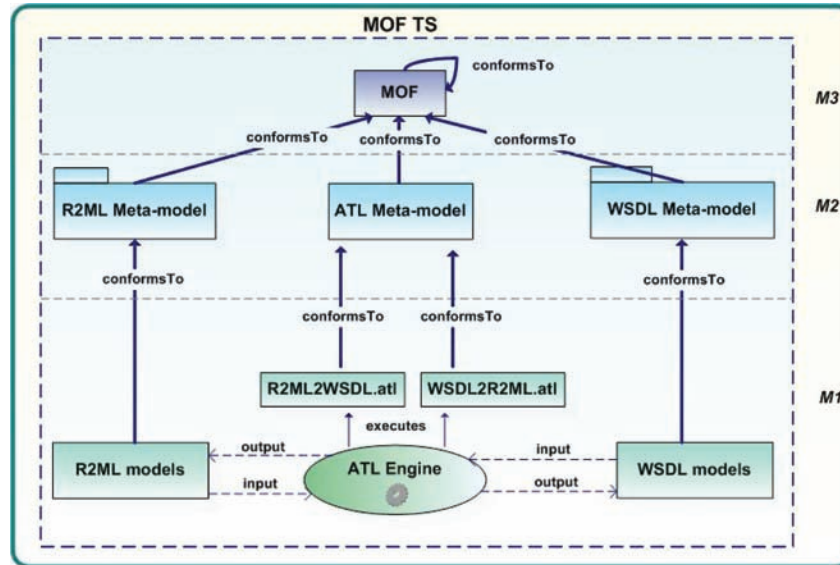 MOF TS
conformsTo
M3
MOF
conformsTo
conformsTo
conformsTo
R2ML Meta-model
ATL Meta-model
WSDL Meta-model
M2
conformsTo
conformsTo
conformsTo
conformsTo
R2ML2WSDL.atl
WSDL2R2ML.atl
M1
executes
output
input
R2ML models
ATL Engine
WSDL models
input
output